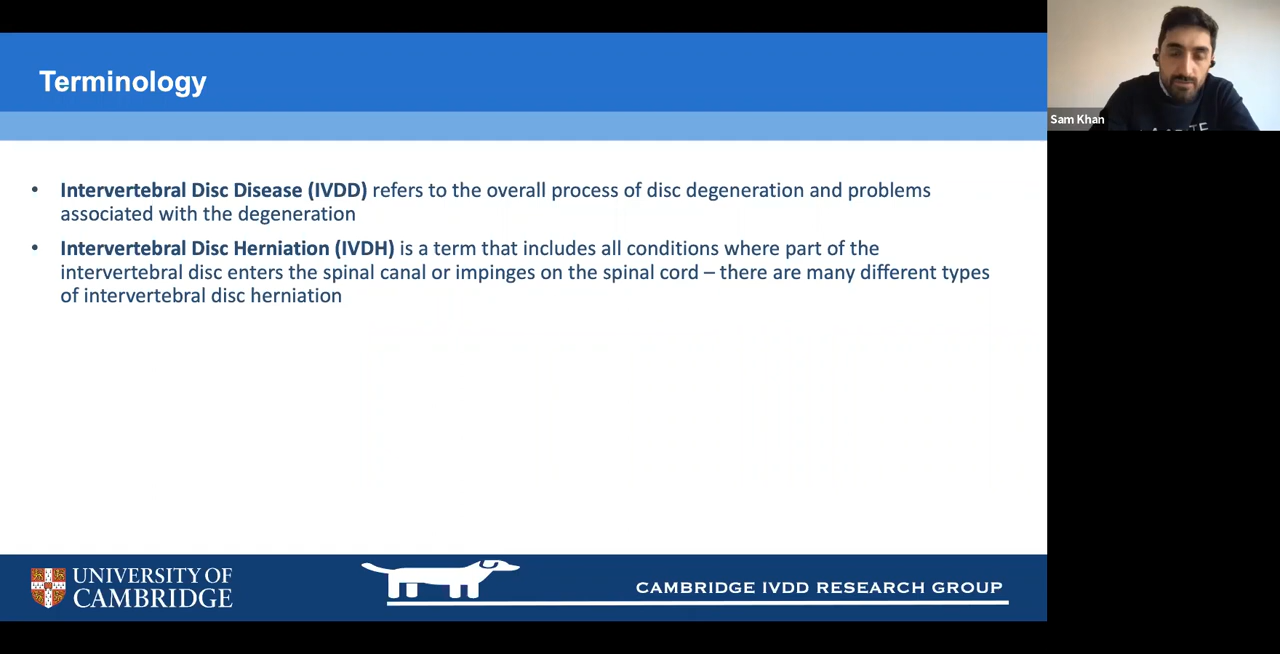 Terminology
Sam Khan
• Intervertebral Disc Disease (IVDD) refers to the overall process of disc degeneration and problems
associated with the degeneration
• Intervertebral Disc Herniation (IVDH) is a term that includes all conditions where part of the
intervertebral disc enters the spinal canal or impinges on the spinal cord – there are many different types
of intervertebral disc herniation
UNIVERSITY OF
CAMBRIDGE
CAMBRIDGE IVDD RESEARCH GROUP